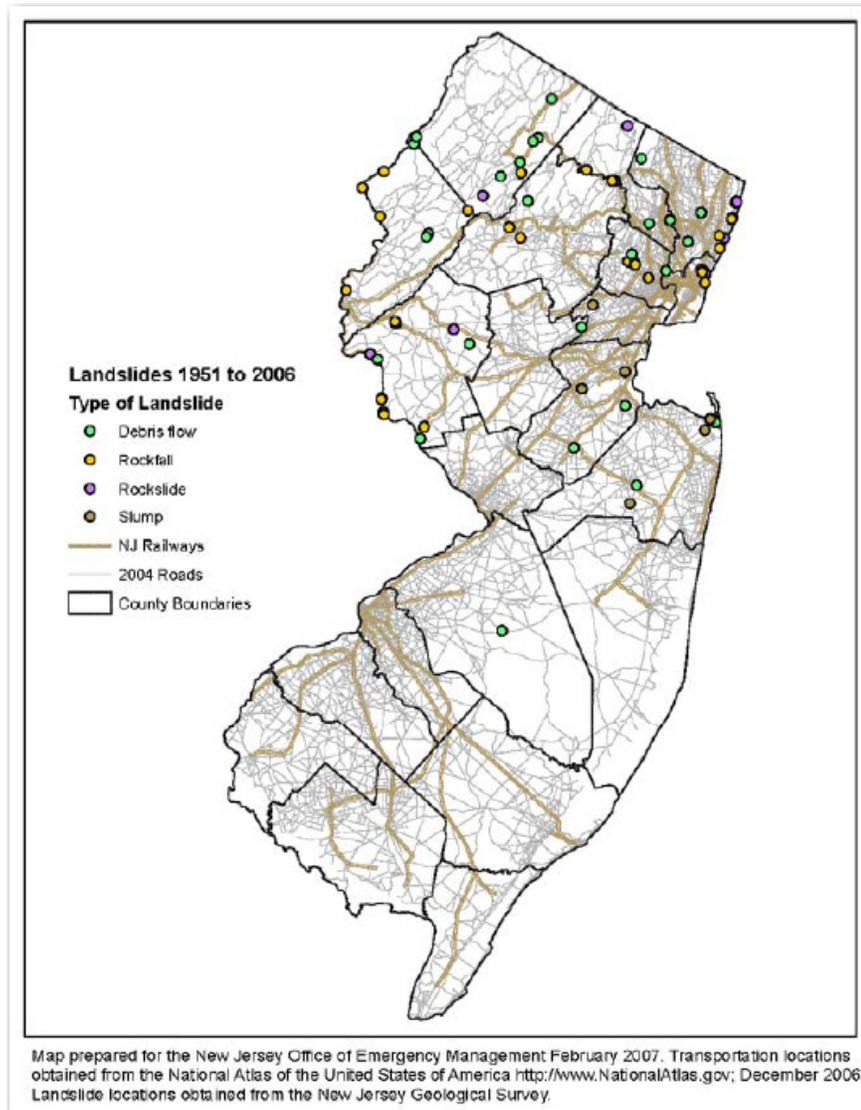 Landslides 1951 to 2006
Type of Landslide
Debris flow
Rockfall
Rockslide
Slump
NJ Railways
2004 Roads
County Boundaries
Map prepared for the New Jersey Office of Emergency Management February 2007. Transportation locations
obtained from the National Atlas of the United States of America http://www.NationalAtlas.gov; December 2006
Landslide locations obtained from the New Jersey Geological Survey.